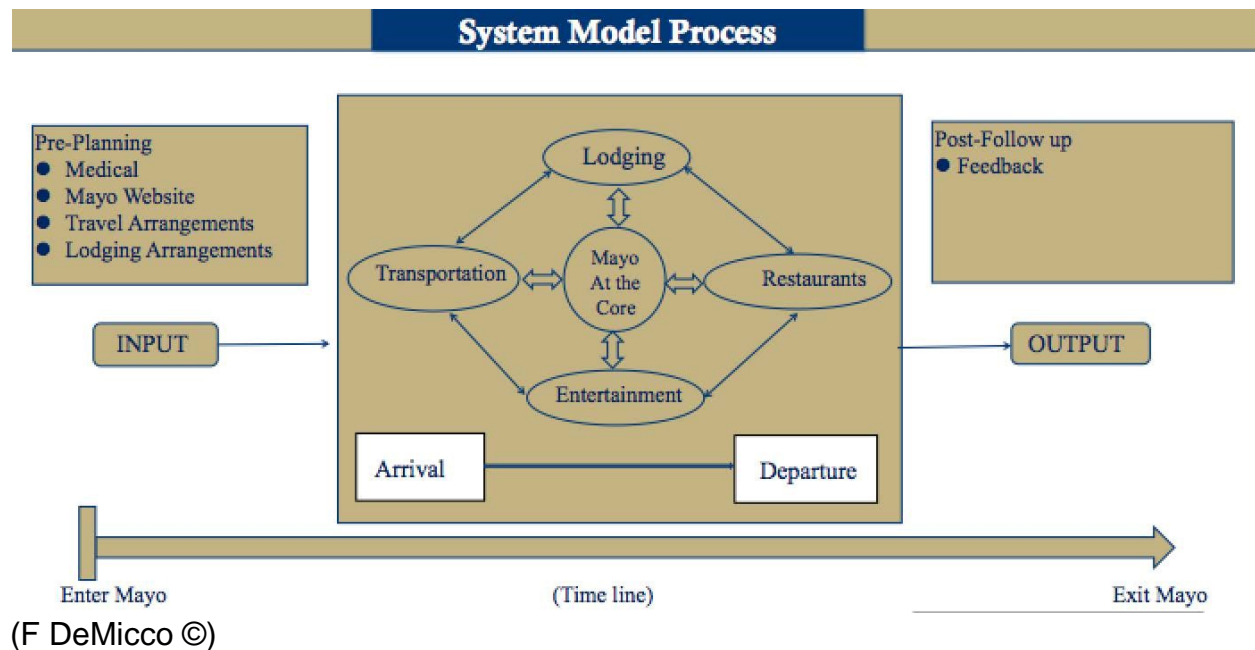 System Model Process
Pre-Planning
● Medical
● Mayo Website
● Travel Arrangements
● Lodging Arrangements
INPUT
Lodging
Transportation
Mayo
At the
Core
Restaurants
Entertainment
Arrival
Departure
Post-Follow up
● Feedback
OUTPUT
Enter Mayo
(Time line)
Exit Mayo
(F DeMicco ©)